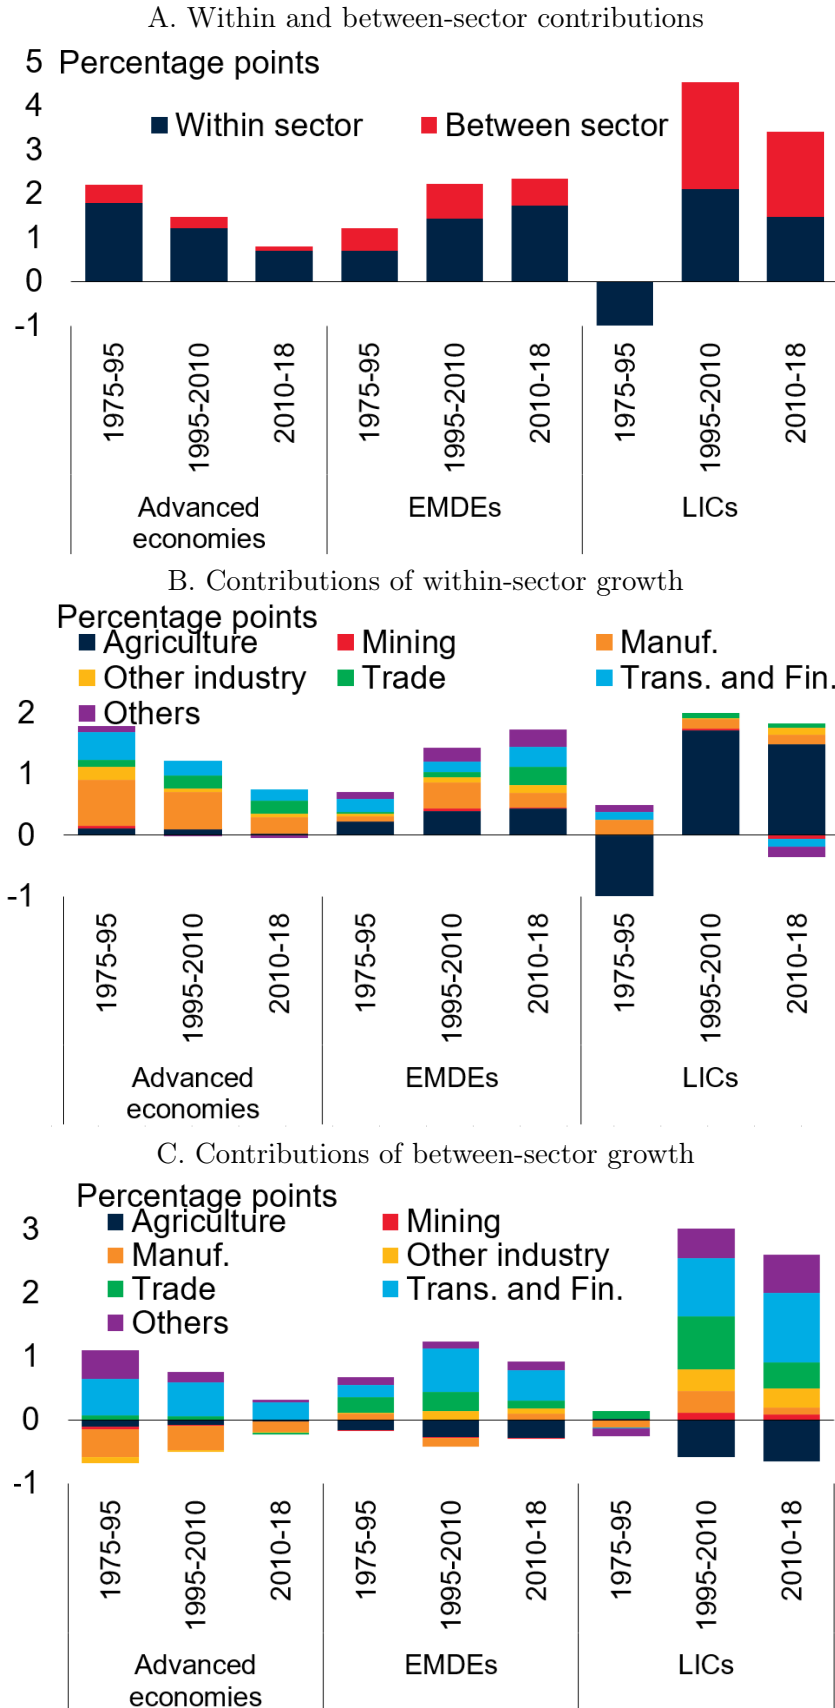 A. Within and between-sector contributions
5 Percentage points
4
Within sector Between sector
3
2
1
0
-1
1975-95 1995-2010 2010-18 1975-95 1995-2010 2010-18 1975-95 1995-2010 2010-18
Advanced EMDEs LICs
economies
B. Contributions of within-sector growth
Percentage points
Agriculture Mining Manuf.
Other industry Trade Trans. and Fin.
Others
2
1
0
-1
1975-95 1995-2010 2010-18 1975-95 1995-2010 2010-18 1975-95 1995-2010 2010-18
Advanced EMDEs LICs
economies
C. Contributions of between-sector growth
Percentage points
Agriculture Mining
3
Manuf. Other industry
Trade Trans. and Fin.
2
Others
1
0
-1
1975-95 1995-2010 2010-18 1975-95 1995-2010 2010-18 1975-95 1995-2010 2010-18
Advanced EMDEs LICs
economies